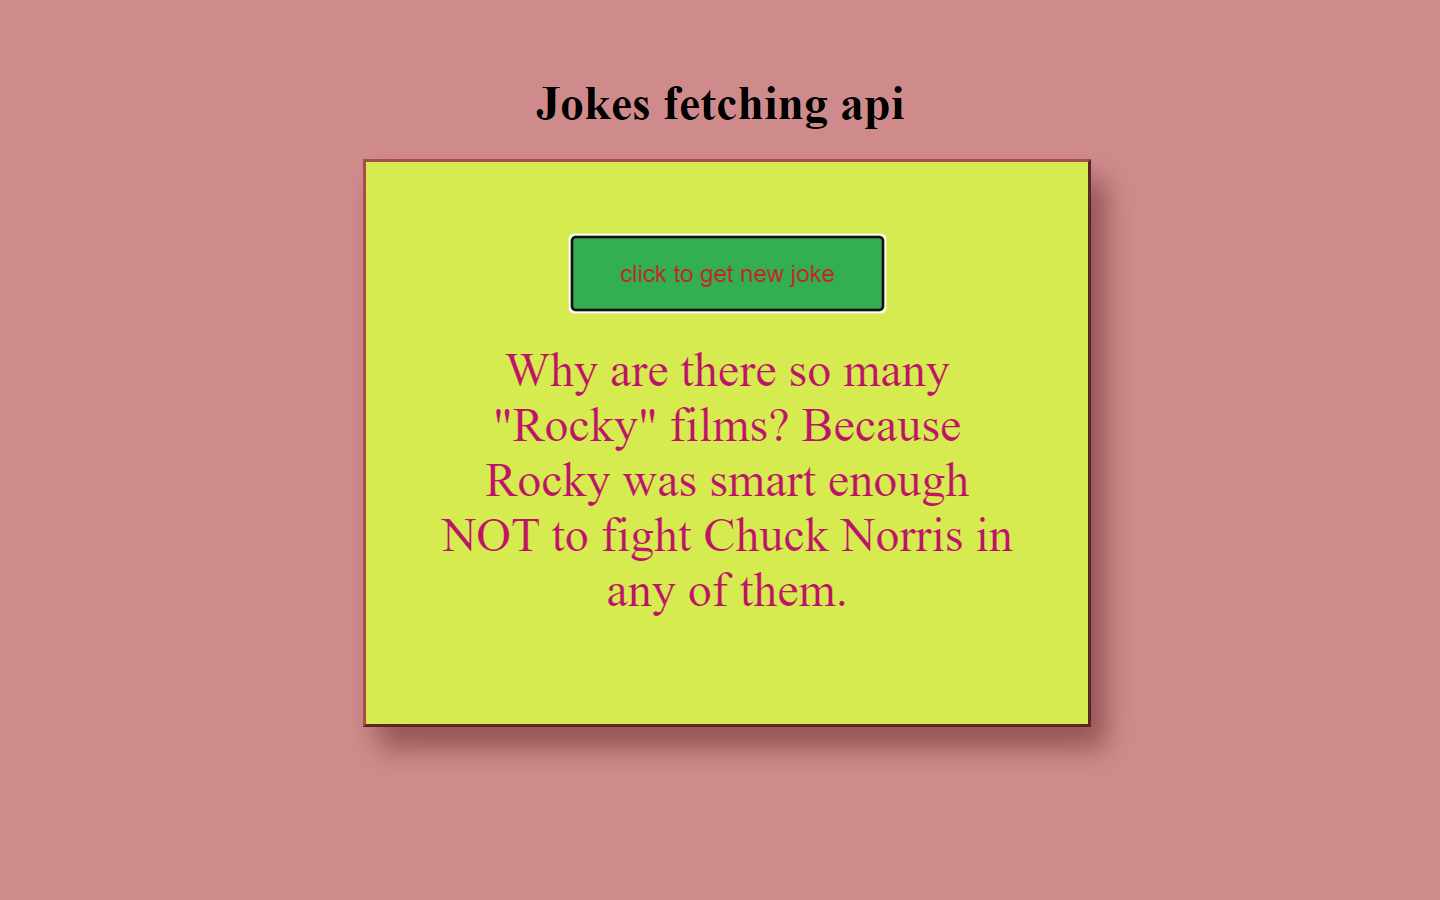 Jokes fetching api
click to get new joke
Why are there so many
"Rocky" films? Because
Rocky was smart enough
NOT to fight Chuck Norris in
any of them.